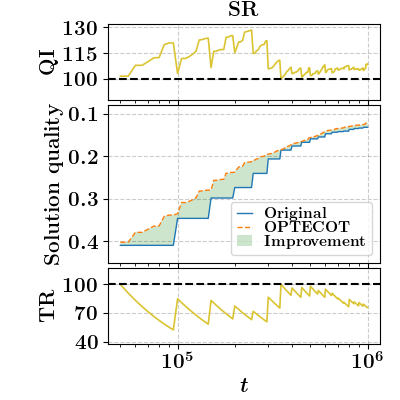 SR
QI
130
115
100
Solution quality
0.1
0.2
0.3
0.4
Original
OPTECOT
Improvement
TR
100
70
40
10^5
10^6
t